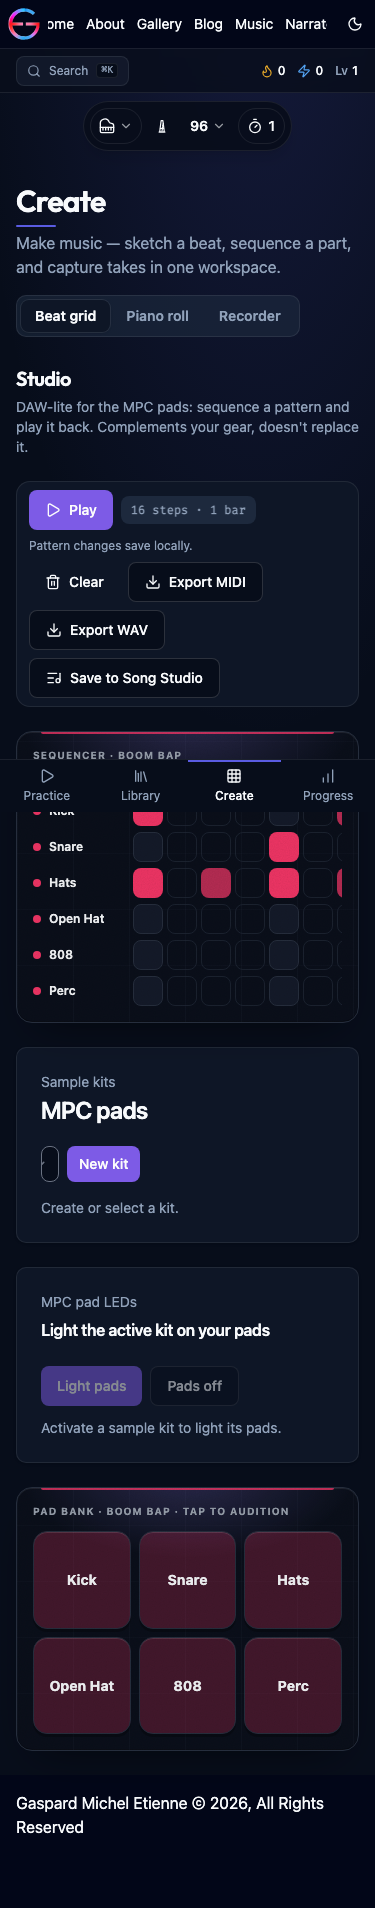 ome About Gallery Blog Music Narrat
Search ⌘K 0 0 Lv 1
96 1
Create
Make music — sketch a beat, sequence a part,
and capture takes in one workspace.
Beat grid Piano roll Recorder
Studio
DAW-lite for the MPC pads: sequence a pattern and
play it back. Complements your gear, doesn't replace
it.
Play 16 steps · 1 bar
Pattern changes save locally.
Clear Export MIDI
Export WAV
Save to Song Studio
SEQUENCER · BOOM BAP
Practice Library Create Progress
Kick
Snare
Hats
Open Hat
808
Perc
Sample kits
MPC pads
New kit
Create or select a kit.
MPC pad LEDs
Light the active kit on your pads
Light pads Pads off
Activate a sample kit to light its pads.
PAD BANK · BOOM BAP · TAP TO AUDITION
Kick Snare Hats
Open Hat 808 Perc
Gaspard Michel Etienne © 2026, All Rights
Reserved